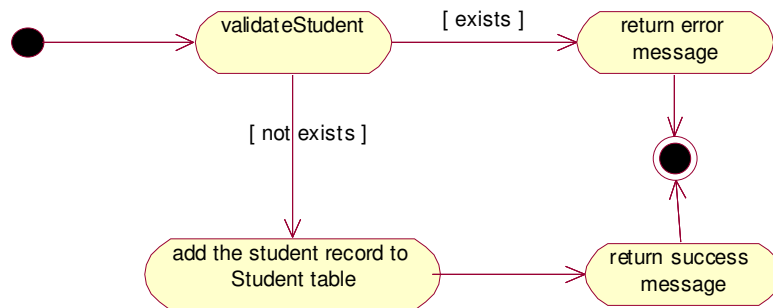 validateStudent
[ exists ]
return error
message
[ not exists ]
add the student record to
Student table
return success
message